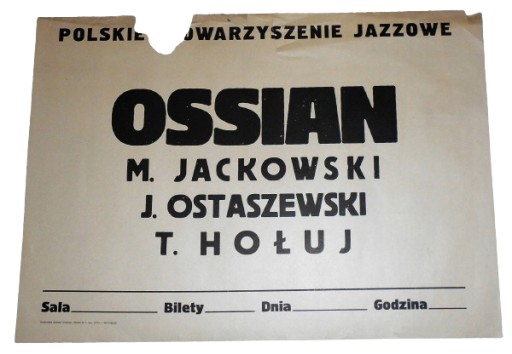 POLSKIE OWARZYSZENIE JAZZOWE
OSSIAN
M. JACKOWSKI
J. OSTASZEWSKI
T. HOŁUJ
Sala Bilety Dnia Godzina